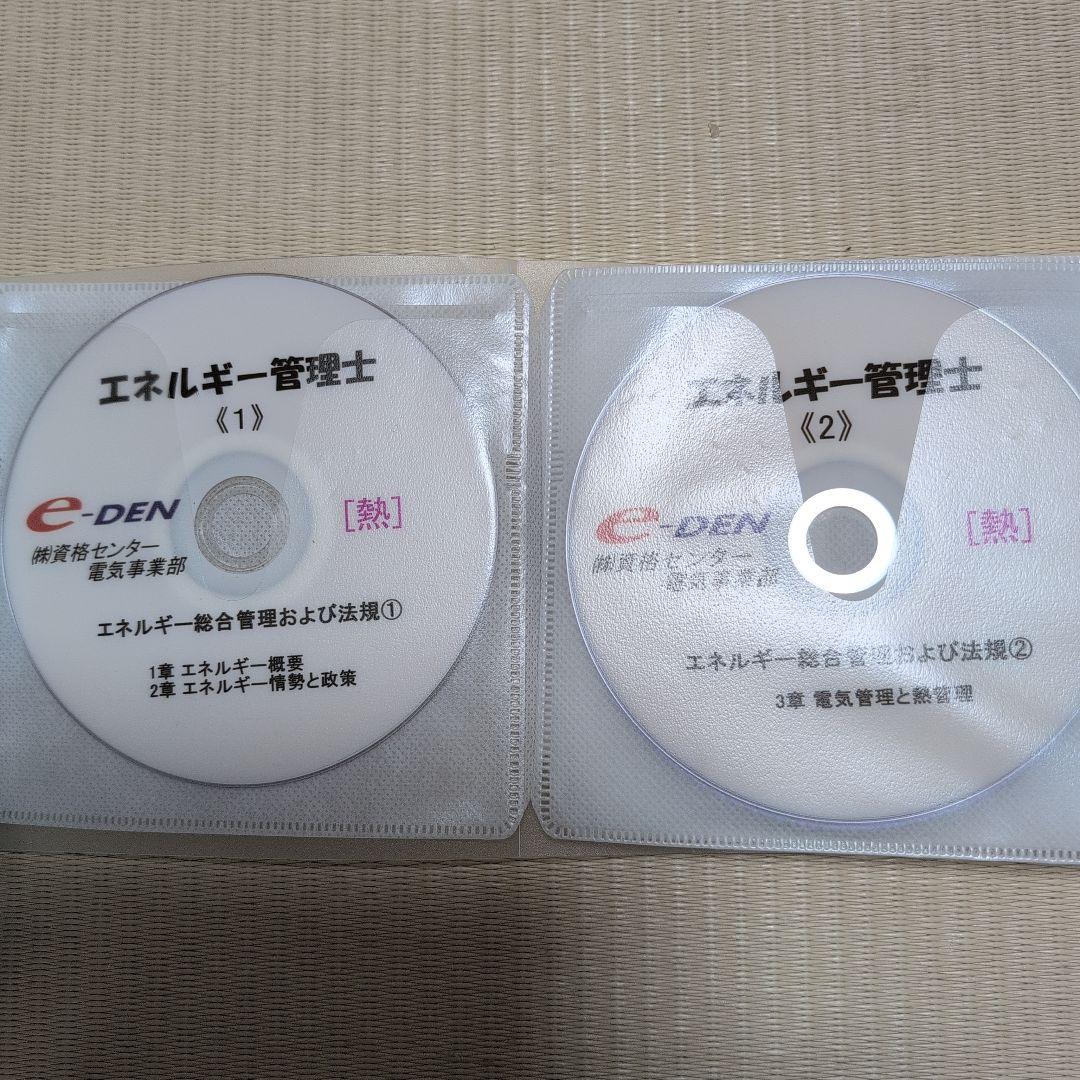 エネルギー管理士
《1》
e-DEN
[熱]
㈱資格センター
電気事業部
エネルギー総合管理および法規①
1章 エネルギー概要
2章 エネルギー情勢と政策
エネルギー管理士
《2》
e-DEN
[熱]
㈱資格センター
電気事業部
エネルギー総合管理および法規②
3章 電気管理と熱管理